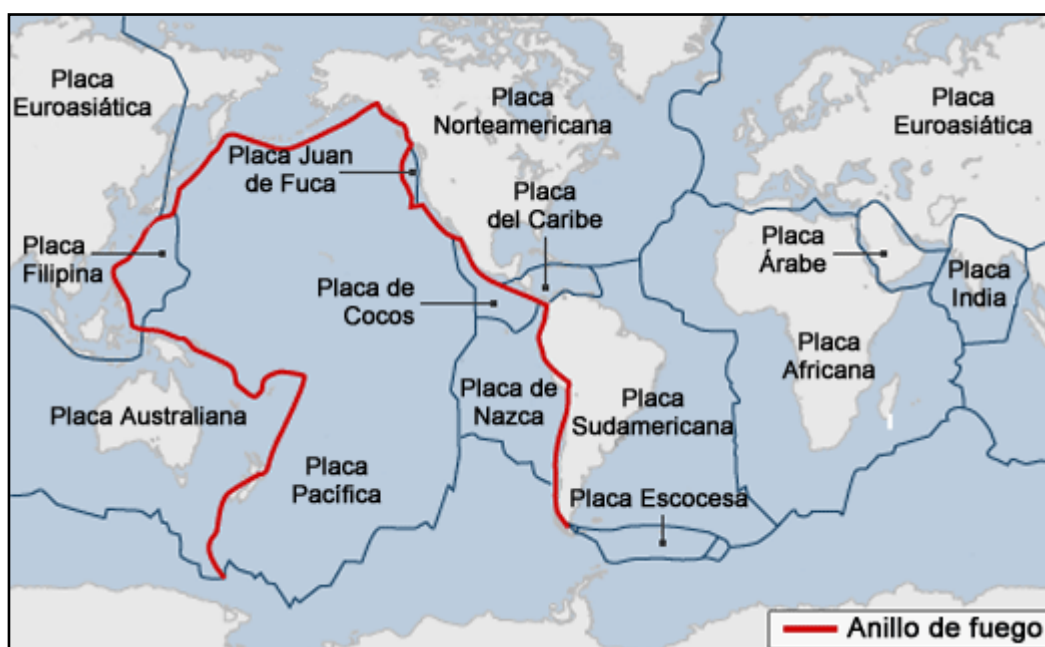 Placa
Euroasiática
Placa
Norteamericana
Placa
Euroasiática
Placa Juan
de Fuca
Placa
del Caribe
Placa
Filipina
Placa
Árabe
Placa
India
Placa de
Cocos
Placa
Africana
Placa Australiana
Placa de
Nazca
Placa
Sudamericana
Placa
Pacífica
Placa Escocesa
Anillo de fuego